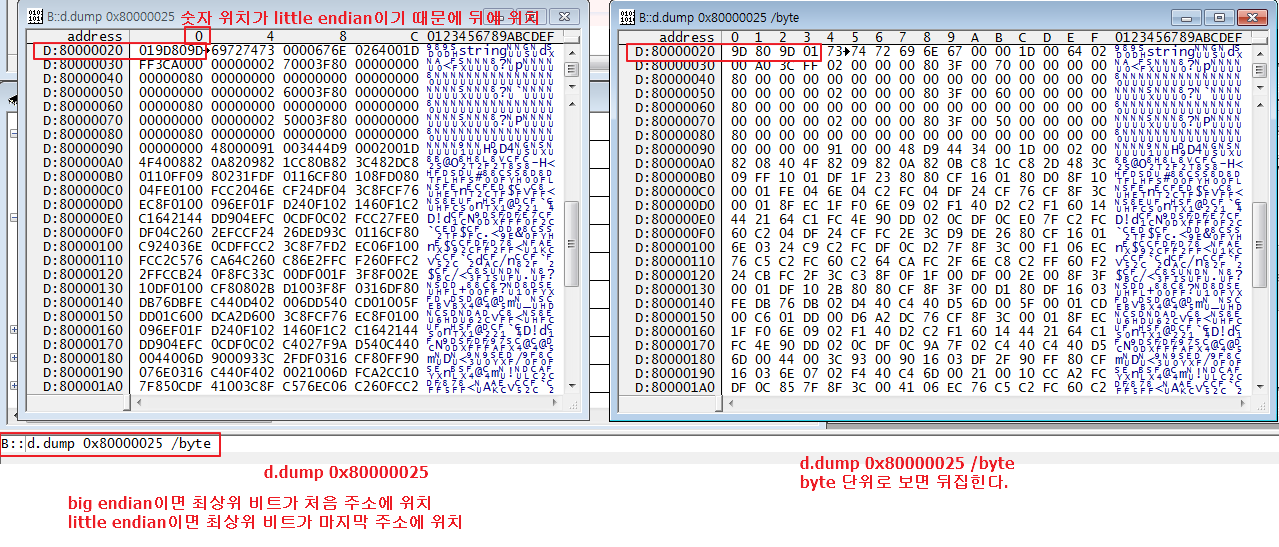 B::d.dump 0x80000025
숫자 위치가 little endian이기 때문에 뒤에 위치
address 0 4 8 C 0123456789ABCDEF
D:80000020 019D809D 69727473 0000676E 0264001D
D:80000030 FF3CA000 00000002 70003F80 00000000
D:80000040 00000080 00000000 00000000 00000000
D:80000050 00000000 00000002 60003F80 00000000
D:80000060 00000080 00000000 00000000 00000000
D:80000070 00000000 00000002 50003F80 00000000
D:80000080 00000080 00000000 00000000 00000000
D:80000090 00000000 48000091 003444D9 0002001D
D:800000A0 4F400882 0A820982 1CC80B82 3C482DC8
D:800000B0 0110FF09 80231FDF 0116CF80 108FD080
D:800000C0 04FE0100 FCC2046E CF24DF04 3C8FCF76
D:800000D0 EC8F0100 096EF01F D240F102 1460F1C2
D:800000E0 C1642144 DD904EFC 0CDF0C02 FCC27FE0
D:800000F0 DF04C260 2EFCCF24 26DED93C 0116CF80
D:80000100 C924036E 0CDFFCC2 3C8F7FD2 EC06F100
D:80000110 FCC2C576 CA64C260 C86E2FFC F260FFC2
D:80000120 2FFCCB24 0F8FC33C 00DF001F 3F8F002E
D:80000130 10DF0100 CF80802B D1003F8F 0316DF80
D:80000140 DB76DBFE C440D402 006DD540 CD01005F
D:80000150 DD01C600 DCA2D600 3C8FCF76 EC8F0100
D:80000160 096EF01F D240F102 1460F1C2 C1642144
D:80000170 DD904EFC 0CDF0C02 C4027F9A D540C440
D:80000180 0044006D 9000933C 2FDF0316 CF80FF90
D:80000190 076E0316 C440F402 0021006D FCA2CC10
D:800001A0 7F850CDF 41003C8F C576EC06 C260FCC2
B::d.dump 0x80000025 /byte
address 0 1 2 3 4 5 6 7 8 9 A B C D E F 0123456789ABCDEF
D:80000020 9D 80 9D 01 73 74 72 69 6E 67 00 00 1D 00 64 02
D:80000030 00 A0 3C FF 02 00 00 00 80 3F 00 70 00 00 00 00
D:80000040 80 00 00 00 00 00 00 00 00 00 00 00 00 00 00 00
D:80000050 00 00 00 00 02 00 00 00 80 3F 00 60 00 00 00 00
D:80000060 80 00 00 00 00 00 00 00 00 00 00 00 00 00 00 00
D:80000070 00 00 00 00 02 00 00 00 80 3F 00 50 00 00 00 00
D:80000080 80 00 00 00 00 00 00 00 00 00 00 00 00 00 00 00
D:80000090 00 00 00 00 91 00 00 48 D9 44 34 00 1D 00 02 00
D:800000A0 82 08 40 4F 82 09 82 0A 82 0B C8 1C C8 2D 48 3C
D:800000B0 09 FF 10 01 DF 1F 23 80 80 CF 16 01 80 D0 8F 10
D:800000C0 00 01 FE 04 6E 04 C2 FC 04 DF 24 CF 76 CF 8F 3C
D:800000D0 00 01 8F EC 1F F0 6E 09 02 F1 40 D2 C2 F1 60 14
D:800000E0 44 21 64 C1 FC 4E 90 DD 02 0C DF 0C E0 7F C2 FC
D:800000F0 60 C2 04 DF 24 CF FC 2E 3C D9 DE 26 80 CF 16 01
D:80000100 6E 03 24 C9 C2 FC DF 0C D2 7F 8F 3C 00 F1 06 EC
D:80000110 76 C5 C2 FC 60 C2 64 CA FC 2F 6E C8 C2 FF 60 F2
D:80000120 24 CB FC 2F 3C C3 8F 0F 1F 00 DF 00 2E 00 8F 3F
D:80000130 00 01 DF 10 2B 80 80 CF 8F 3F 00 D1 80 DF 16 03
D:80000140 FE DB 76 DB 02 D4 40 C4 40 D5 6D 00 5F 00 01 CD
D:80000150 00 C6 01 DD 00 D6 A2 DC 76 CF 8F 3C 00 01 8F EC
D:80000160 1F F0 6E 09 02 F1 40 D2 C2 F1 60 14 44 21 64 C1
D:80000170 FC 4E 90 DD 02 0C DF 0C 9A 7F 02 C4 40 C4 40 D5
D:80000180 6D 00 44 00 3C 93 00 90 16 03 DF 2F 90 FF 80 CF
D:80000190 16 03 6E 07 02 F4 40 C4 6D 00 21 00 10 CC A2 FC
D:800001A0 DF 0C 85 7F 8F 3C 00 41 06 EC 76 C5 C2 FC 60 C2
B::d.dump 0x80000025 /byte
d.dump 0x80000025
big endian이면 최상위 비트가 처음 주소에 위치
little endian이면 최상위 비트가 마지막 주소에 위치
d.dump 0x80000025 /byte
byte 단위로 보면 뒤집힌다.